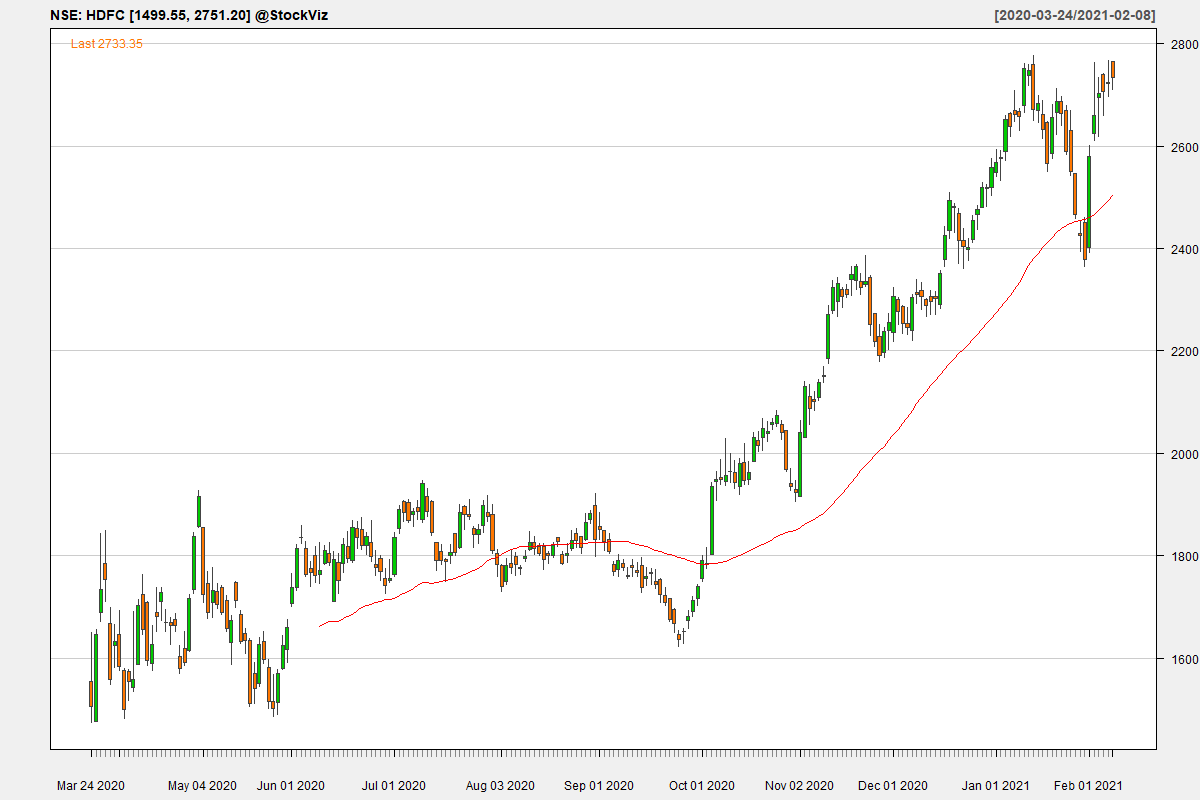 NSE: HDFC [1499.55, 2751.20] @StockViz [2020-03-24/2021-02-08]
Last 2733.35
2800
2600
2400
2200
2000
1800
1600
Mar 24 2020 May 04 2020 Jun 01 2020 Jul 01 2020 Aug 03 2020 Sep 01 2020 Oct 01 2020 Nov 02 2020 Dec 01 2020 Jan 01 2021 Feb 01 2021